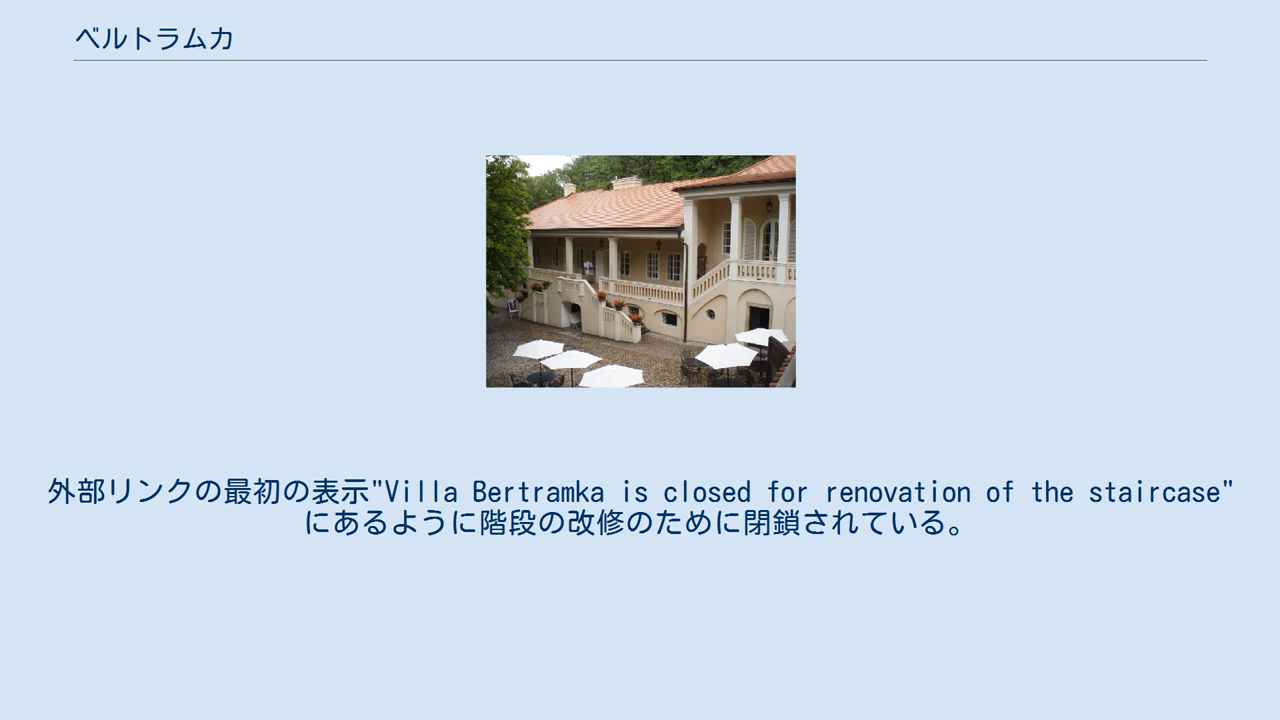 ベルトラムカ
外部リンクの最初の表示"Villa Bertramka is closed for renovation of the staircase"
にあるように階段の改修のために閉鎖されている。